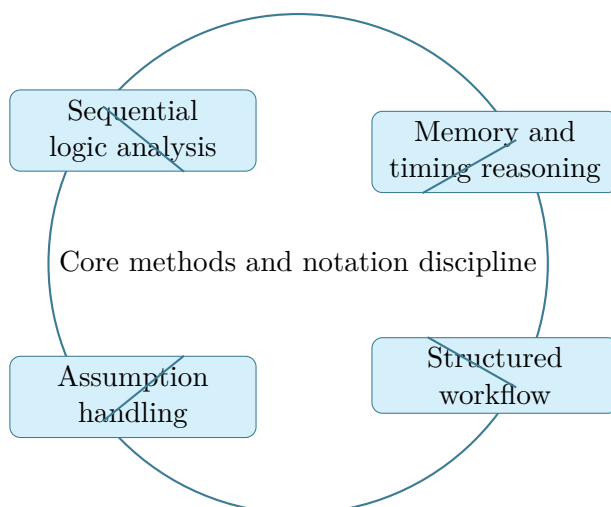 Sequential
logic analysis
Memory and
timing reasoning
Core methods and notation discipline
Assumption
handling
Structured
workflow